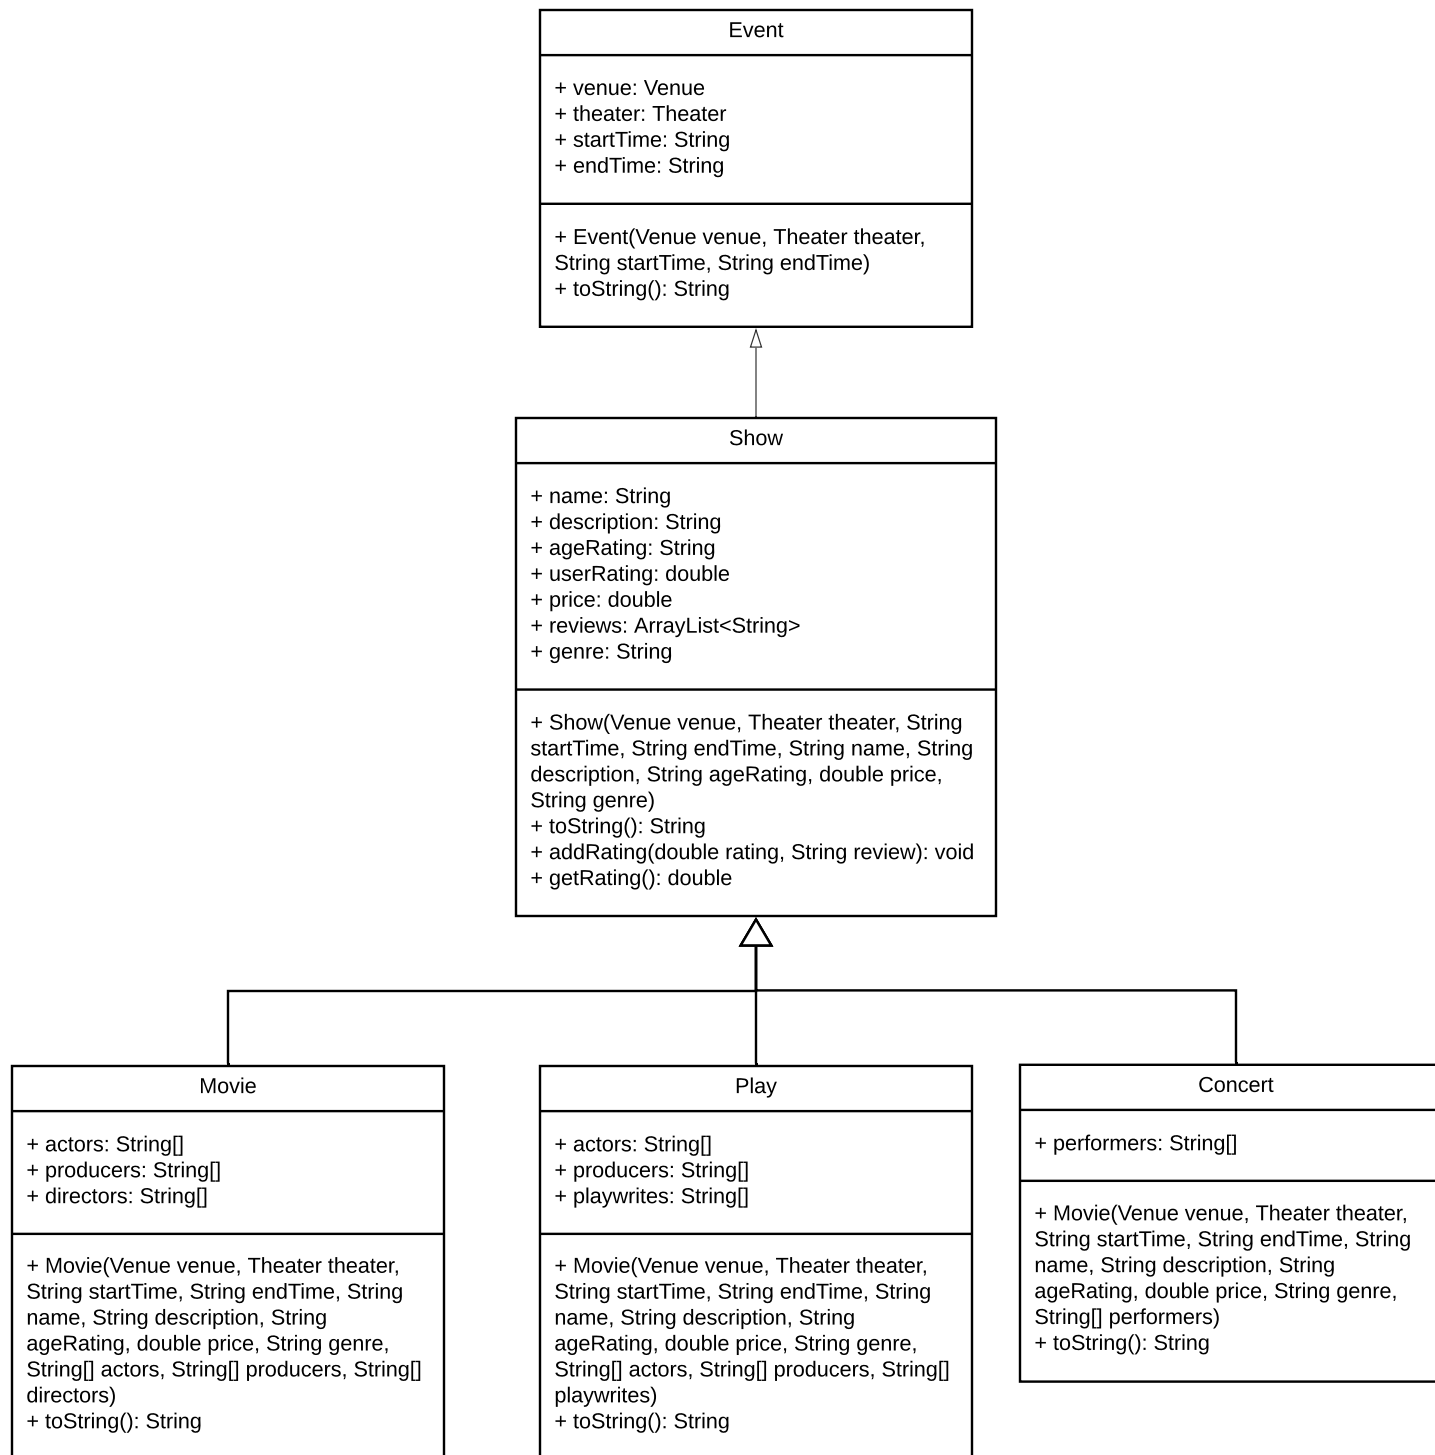 Event
+ venue: Venue
+ theater: Theater
+ startTime: String
+ endTime: String
+ Event(Venue venue, Theater theater,
String startTime, String endTime)
+ toString(): String
Show
+ name: String
+ description: String
+ ageRating: String
+ userRating: double
+ price: double
+ reviews: ArrayList<String>
+ genre: String
+ Show(Venue venue, Theater theater, String
startTime, String endTime, String name, String
description, String ageRating, double price,
String genre)
+ toString(): String
+ addRating(double rating, String review): void
+ getRating(): double
Movie
+ actors: String[]
+ producers: String[]
+ directors: String[]
+ Movie(Venue venue, Theater theater,
String startTime, String endTime, String
name, String description, String
ageRating, double price, String genre,
String[] actors, String[] producers, String[]
directors)
+ toString(): String
Play
+ actors: String[]
+ producers: String[]
+ playwrites: String[]
+ Movie(Venue venue, Theater theater,
String startTime, String endTime, String
name, String description, String
ageRating, double price, String genre,
String[] actors, String[] producers, String[]
playwrites)
+ toString(): String
Concert
+ performers: String[]
+ Movie(Venue venue, Theater theater,
String startTime, String endTime, String
name, String description, String
ageRating, double price, String genre,
String[] performers)
+ toString(): String